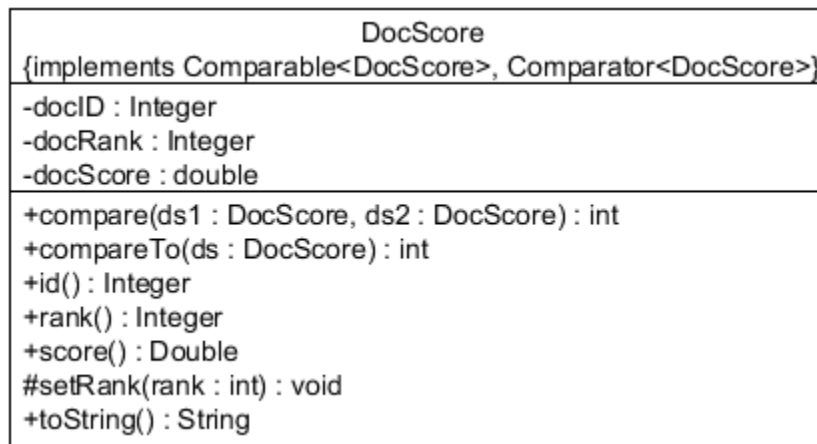 DocScore
{implements Comparable<DocScore>, Comparator<DocScore>}
-docID : Integer
-docRank : Integer
-docScore : double
+compare(ds1 : DocScore, ds2 : DocScore) : int
+compareTo(ds : DocScore) : int
+id() : Integer
+rank() : Integer
+score() : Double
#setRank(rank : int) : void
+toString() : String